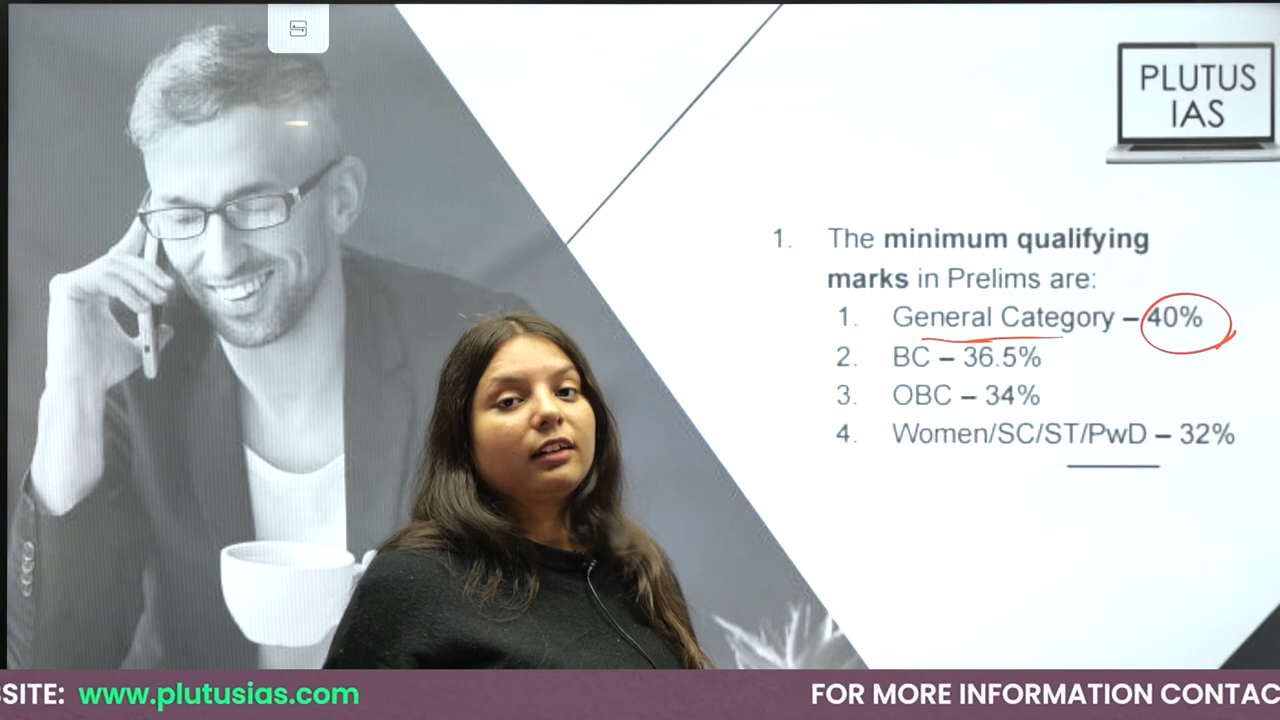 PLUTUS
IAS
1. The minimum qualifying
marks in Prelims are:
1. General Category – 40%
2. BC – 36.5%
3. OBC – 34%
4. Women/SC/ST/PwD – 32%
SITE: www.plutusias.com
FOR MORE INFORMATION CONTAC